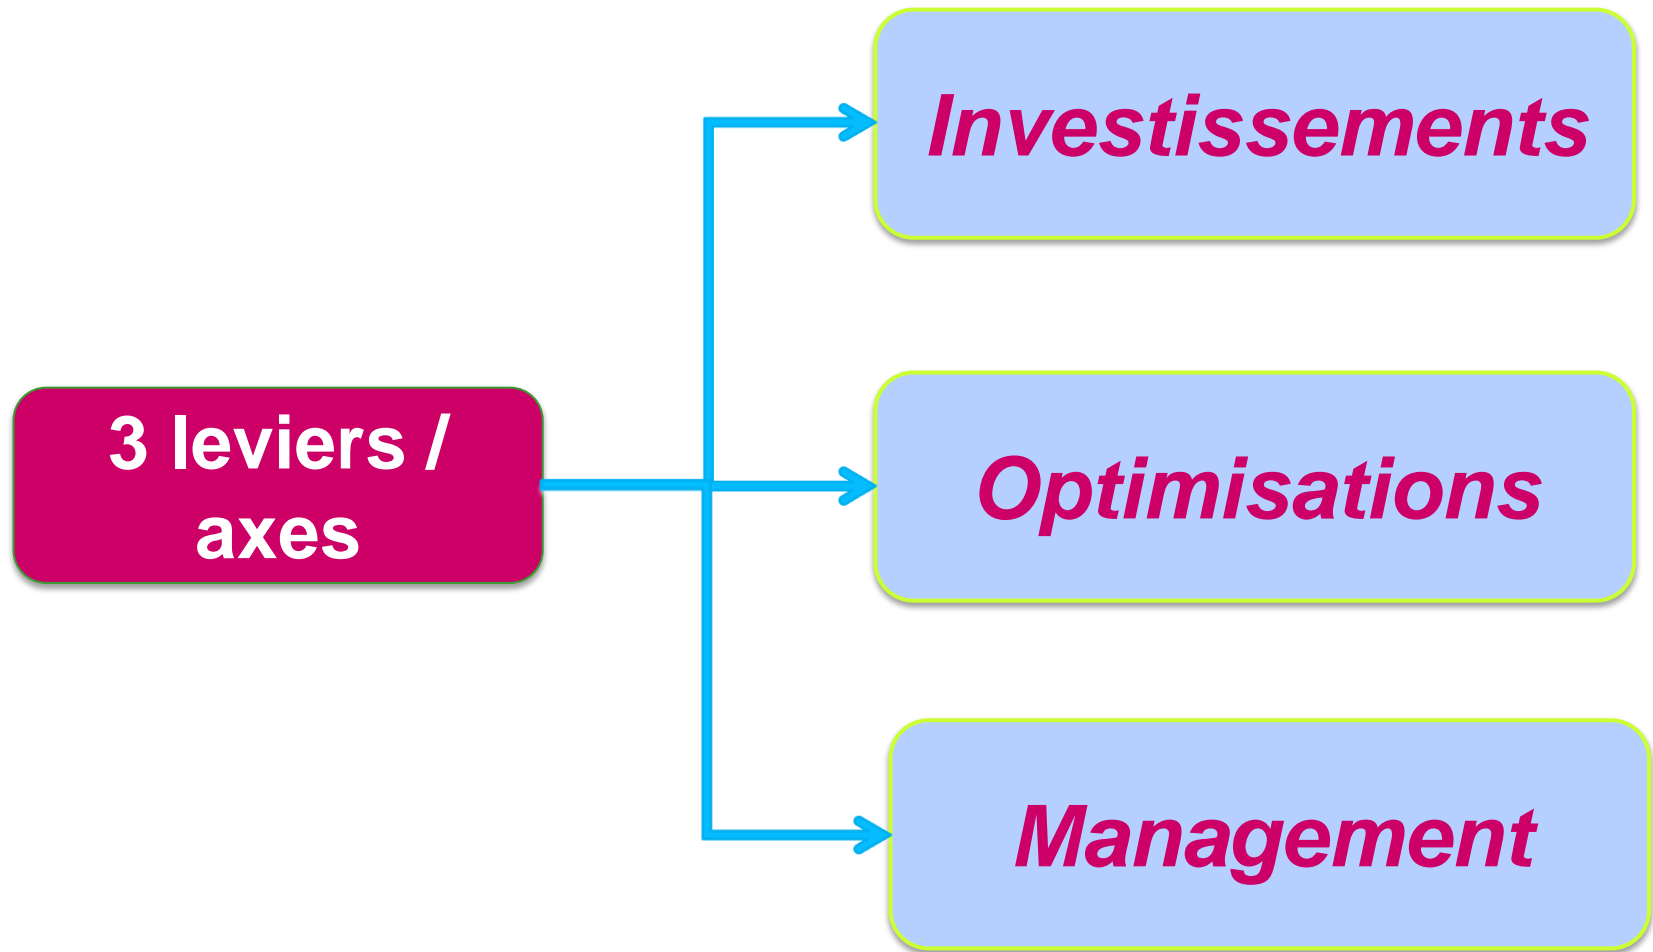 Investissements
3 leviers /
axes
Optimisations
Management